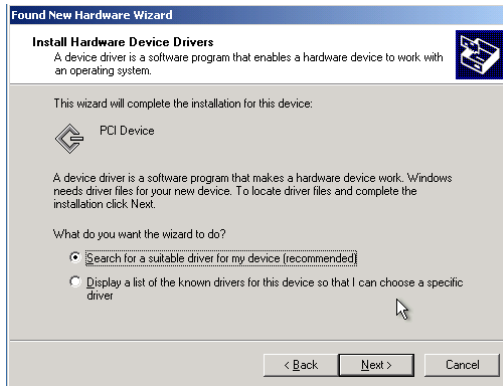 Found New Hardware Wizard
Install Hardware Device Drivers
A device driver is a software program that enables a hardware device to work with
an operating system.
This wizard will complete the installation for this device:
PCI Device
A device driver is a software program that makes a hardware device work. Windows
needs driver files for your new device. To locate driver files and complete the
installation click Next.
What do you want the wizard to do?
Search for a suitable driver for my device (recommended)
Display a list of the known drivers for this device so that I can choose a specific
driver
< Back
Next >
Cancel